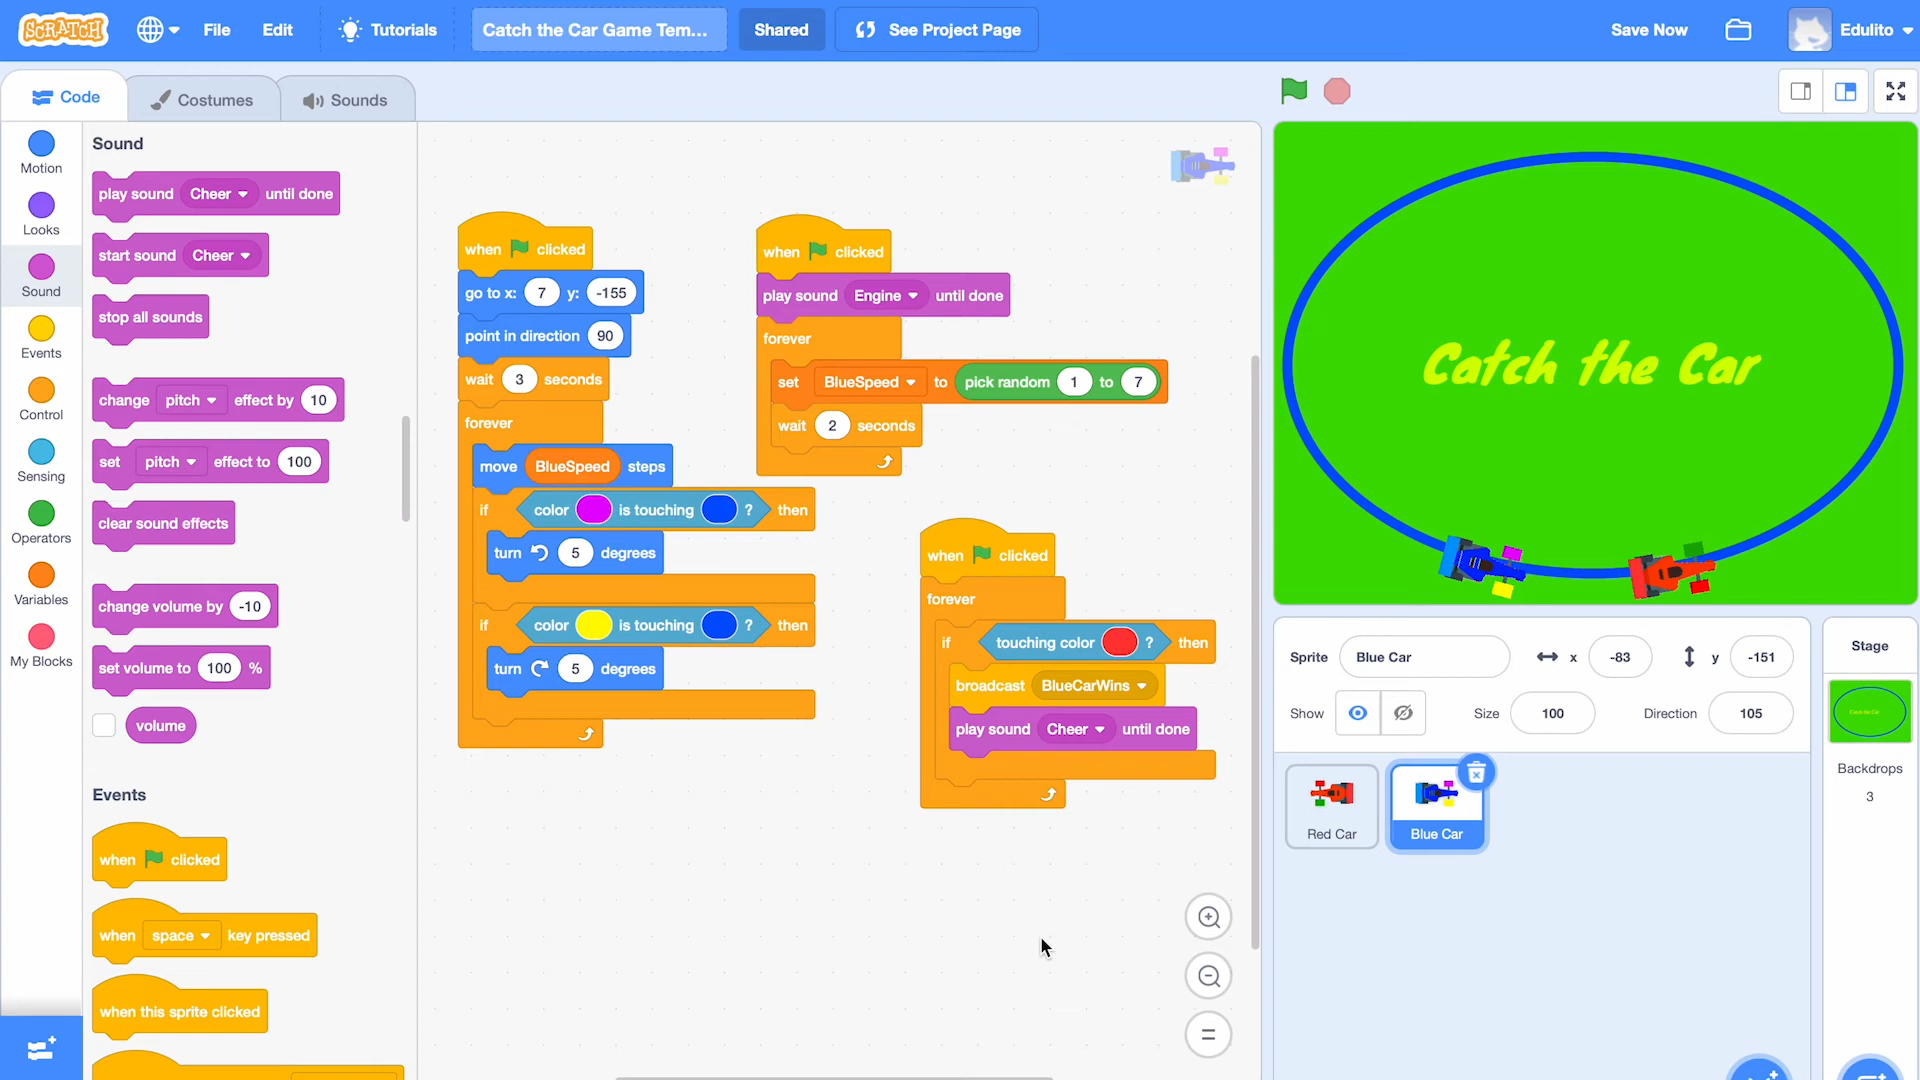 SCRATCH File Edit Tutorials Catch the Car Game Tem... Shared See Project Page Save Now Edulito
Code Costumes Sounds
Motion
Looks
Sound
Events
Control
Sensing
Operators
Variables
My Blocks
Sound
play sound Cheer until done
start sound Cheer
stop all sounds
change pitch effect by 10
set pitch effect to 100
clear sound effects
change volume by -10
set volume to 100 %
volume
Events
when clicked
when space key pressed
when this sprite clicked
when clicked
go to x: 7 y: -155
point in direction 90
wait 3 seconds
forever
move BlueSpeed steps
if color is touching ? then
turn 5 degrees
if color is touching ? then
turn 5 degrees
when clicked
play sound Engine until done
forever
set BlueSpeed to pick random 1 to 7
wait 2 seconds
when clicked
forever
if touching color ? then
broadcast BlueCarWins
play sound Cheer until done
Catch the Car
Sprite Blue Car x -83 y -151
Show Size 100 Direction 105
Red Car
Blue Car
Stage
Backdrops
3